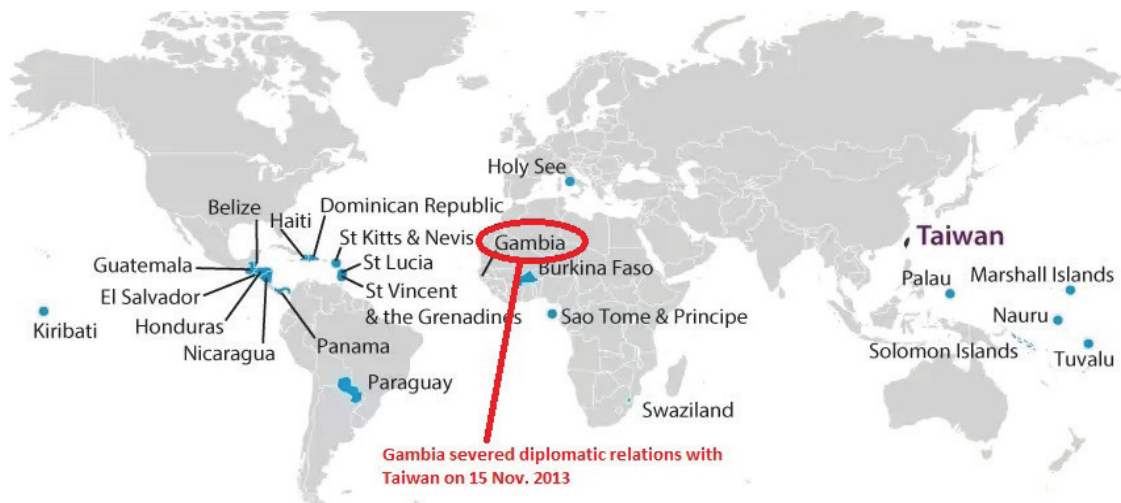 Holy See
Belize
Haiti
Dominican Republic
St Kitts & Nevis
Gambia
Taiwan
Guatemala
St Lucia
Burkina Faso
Palau
Marshall Islands
El Salvador
St Vincent
& the Grenadines
Kiribati
Honduras
Sao Tome & Principe
Nauru
Nicaragua
Panama
Solomon Islands
Tuvalu
Paraguay
Swaziland
Gambia severed diplomatic relations with
Taiwan on 15 Nov. 2013